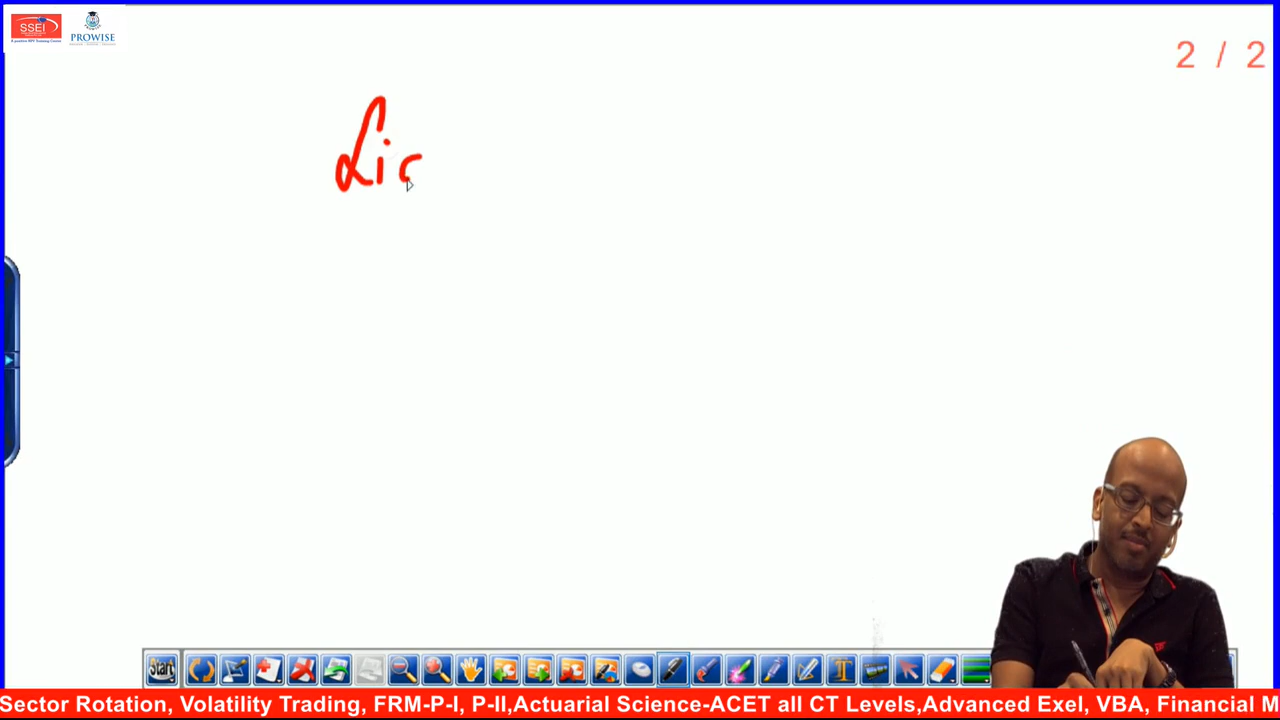 SSEI
PROWISE
2 / 2
Lic
Start
T
Sector Rotation, Volatility Trading, FRM-P-I, P-II,Actuarial Science-ACET all CT Levels,Advanced Exel, VBA, Financial M